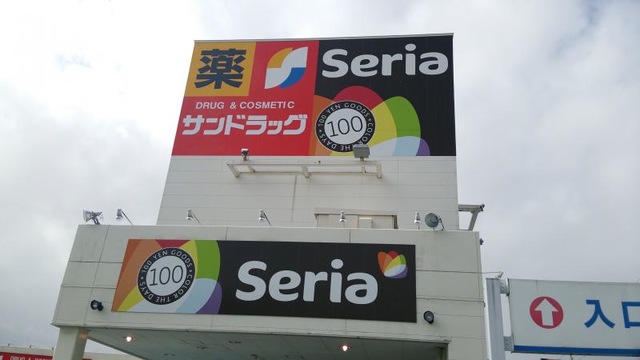 薬
DRUG & COSMETIC
サンドラッグ
Seria
100 YEN GOODS
100
COLOR THE DAYS
100 YEN GOODS
100
COLOR THE DAYS
Seria
入口